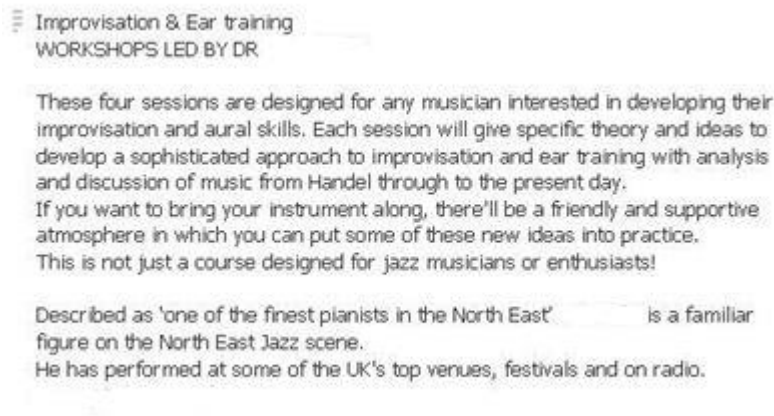 Improvisation & Ear training
WORKSHOPS LED BY DR
These four sessions are designed for any musician interested in developing their
improvisation and aural skills. Each session will give specific theory and ideas to
develop a sophisticated approach to improvisation and ear training with analysis
and discussion of music from Handel through to the present day.
If you want to bring your instrument along, there'll be a friendly and supportive
atmosphere in which you can put some of these new ideas into practice.
This is not just a course designed for jazz musicians or enthusiasts!
Described as 'one of the finest pianists in the North East' is a familiar
figure on the North East Jazz scene.
He has performed at some of the UK's top venues, festivals and on radio.